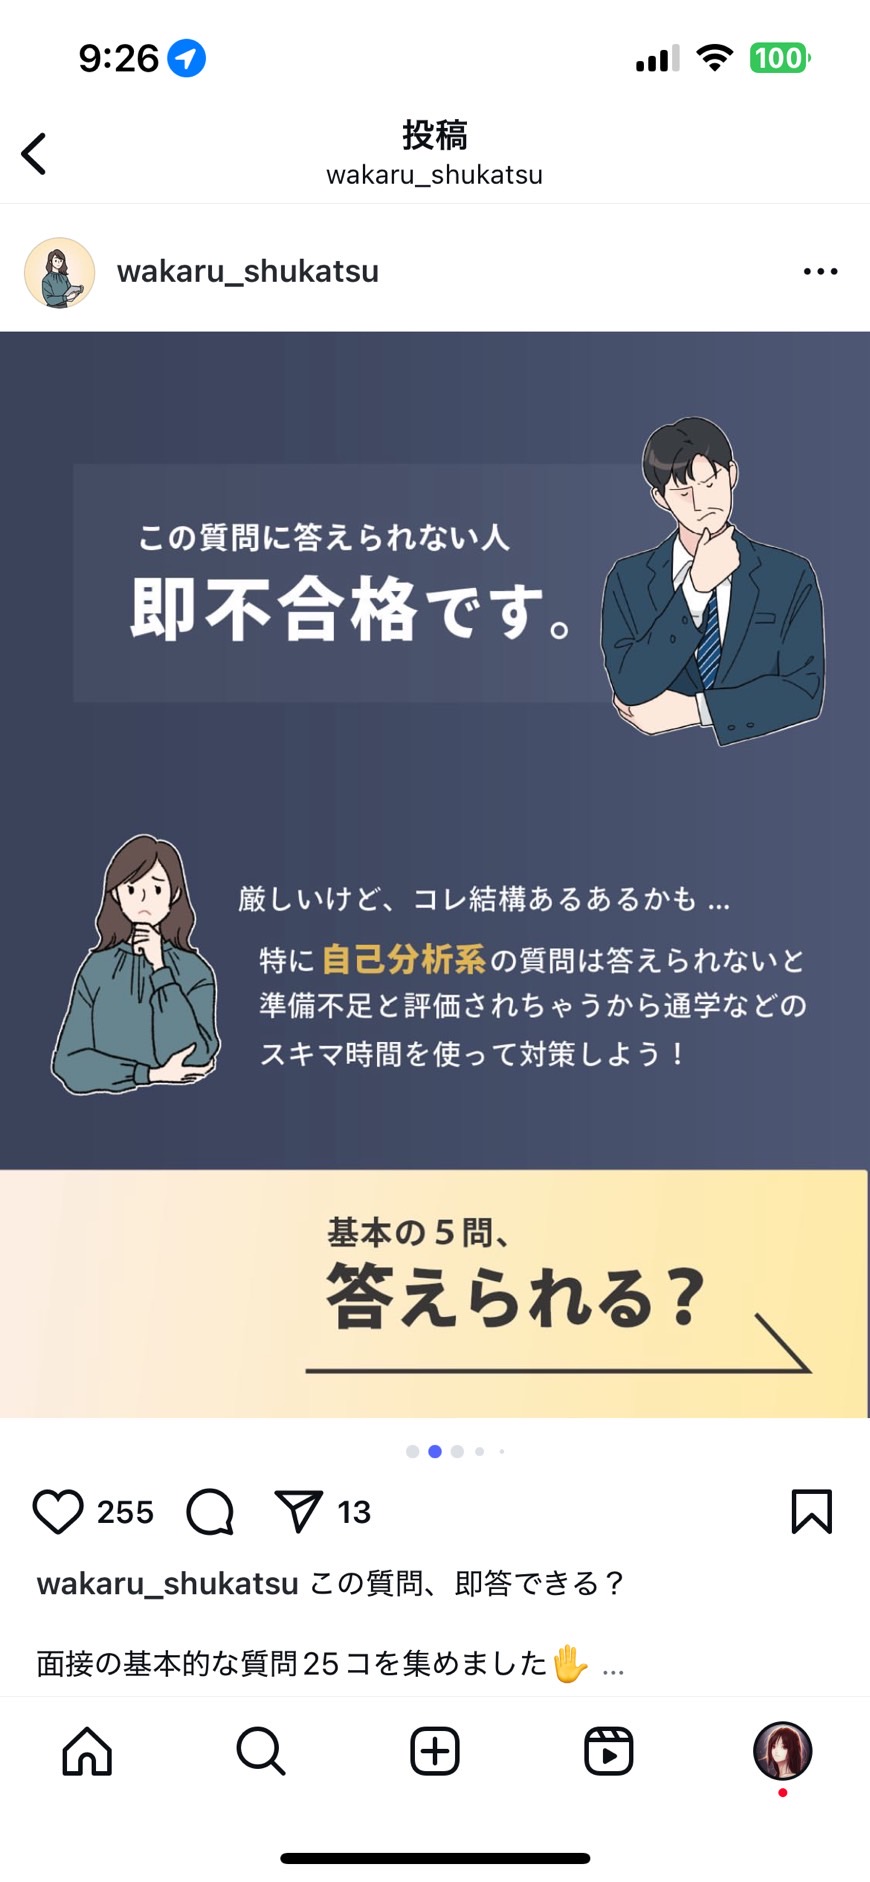 9:26
100
投稿
wakaru_shukatsu
wakaru_shukatsu
この質問に答えられない人
即不合格です。
厳しいけど、コレ結構あるあるかも...
特に自己分析系の質問は答えられないと
準備不足と評価されちゃうから通学などの
スキマ時間を使って対策しよう！
基本の5問、
答えられる？
255
13
wakaru_shukatsu この質問、即答できる？
面接の基本的な質問25コを集めました✋ ...